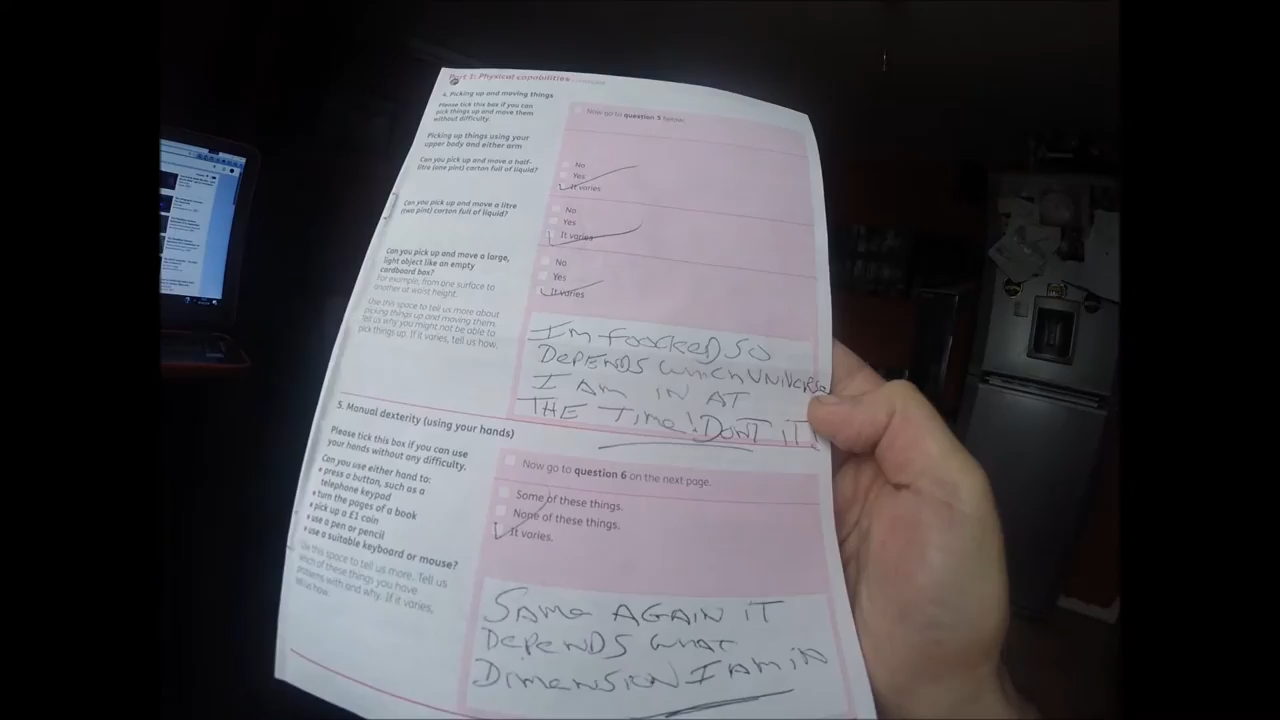 Part 1: Physical capabilities continued
4. Picking up and moving things
Please tick this box if you can
pick things up and move them
without difficulty.
Now go to question 5 below.
Picking up things using your
upper body and either arm
Can you pick up and move a half-
litre (one pint) carton full of liquid?
No
Yes
It varies
Can you pick up and move a litre
(two pint) carton full of liquid?
No
Yes
It varies
Can you pick up and move a large,
light object like an empty
cardboard box?
For example, from one surface to
another at waist height.
No
Yes
It varies
Use this space to tell us more about
picking things up and moving them.
Tell us why you might not be able to
pick things up. If it varies, tell us how.
I'm foocked so
DEPENDS which UNIVERSE
I AM IN AT
THE Time! DONT IT
5. Manual dexterity (using your hands)
Please tick this box if you can use
your hands without any difficulty.
Now go to question 6 on the next page.
Can you use either hand to:
• press a button, such as a
telephone keypad
• turn the pages of a book
• pick up a £1 coin
• use a pen or pencil
• use a suitable keyboard or mouse?
Some of these things.
None of these things.
It varies.
Use this space to tell us more. Tell us
which of these things you have
problems with and why. If it varies,
tell us how.
SAme AGAIN IT
DEPENDS WHAT
DimENSION I AM IN